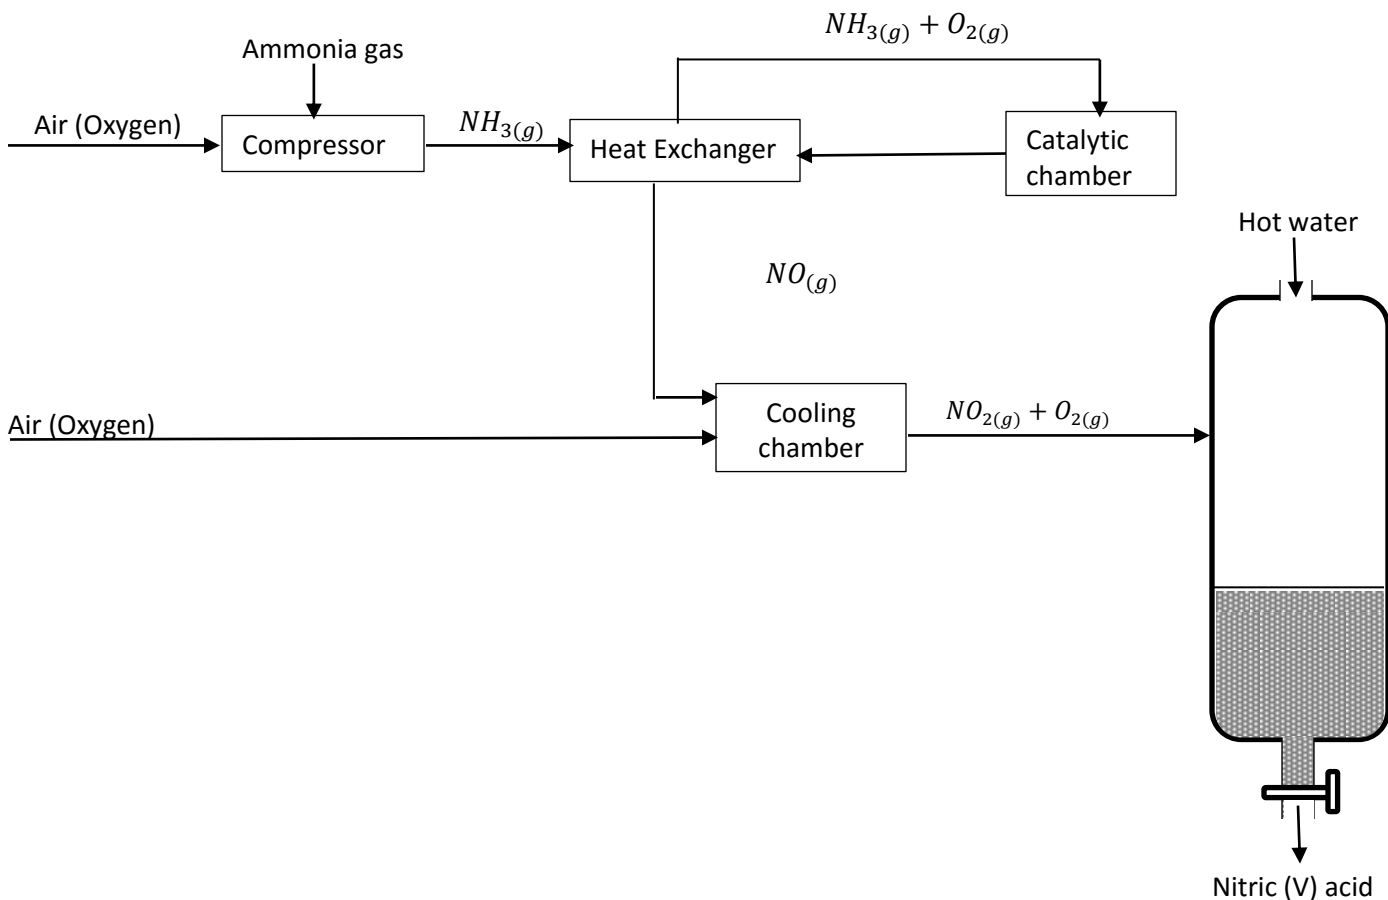 NH3(g) + O2(g)
Ammonia gas
Air (Oxygen)
NH3(g)
Compressor
Heat Exchanger
Catalytic
chamber
Hot water
NO(g)
Cooling
chamber
Air (Oxygen)
NO2(g) + O2(g)
Nitric (V) acid